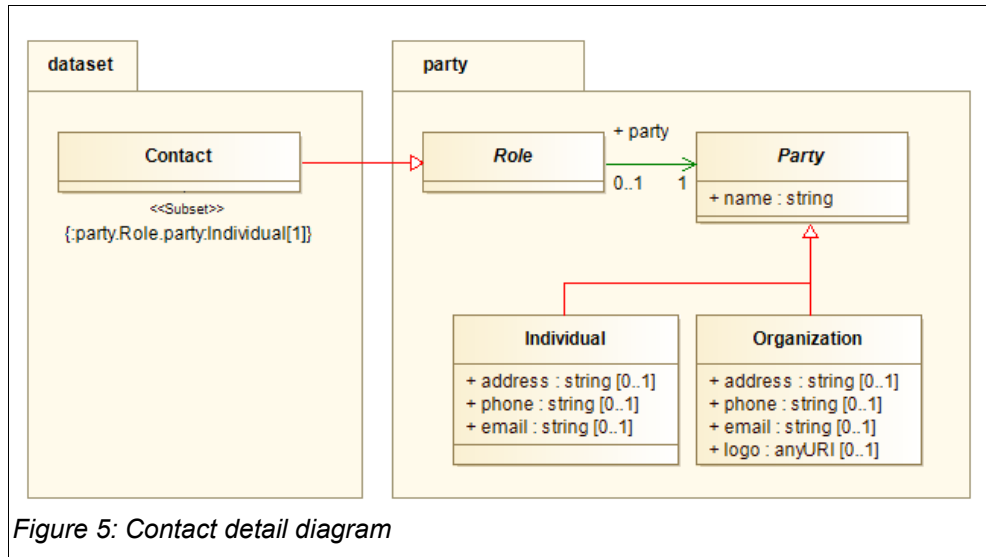 dataset
party
Contact
<<Subset>>
{:party.Role.party:Individual[1]}
Role
+ party
0..1
1
Party
+ name : string
Individual
+ address : string [0..1]
+ phone : string [0..1]
+ email : string [0..1]
Organization
+ address : string [0..1]
+ phone : string [0..1]
+ email : string [0..1]
+ logo : anyURI [0..1]
Figure 5: Contact detail diagram